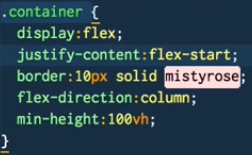 .container {
display:flex;
justify-content:flex-start;
border:10px solid mistyrose;
flex-direction:column;
min-height:100vh;
}